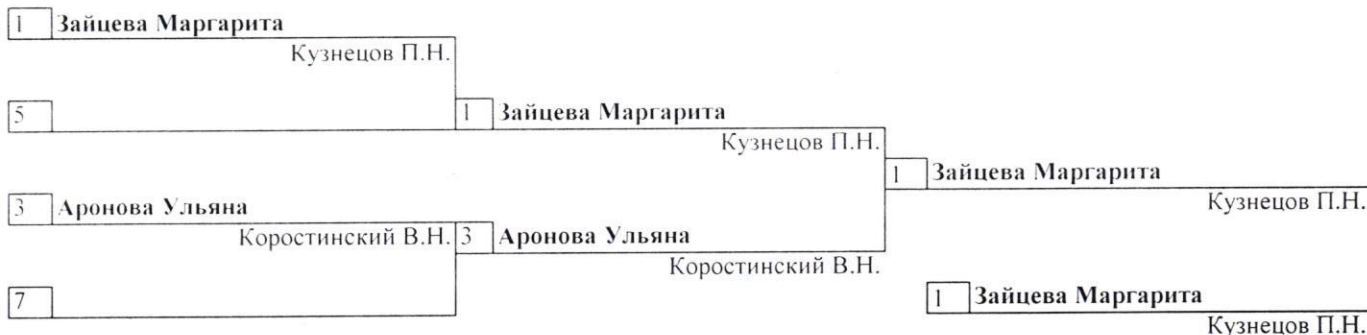 1 Зайцева Маргарита
Кузнецов П.Н.
5
1 Зайцева Маргарита
Кузнецов П.Н.
1 Зайцева Маргарита
Кузнецов П.Н.
3 Аронова Ульяна
Коростинский В.Н.
3 Аронова Ульяна
Коростинский В.Н.
7
1 Зайцева Маргарита
Кузнецов П.Н.